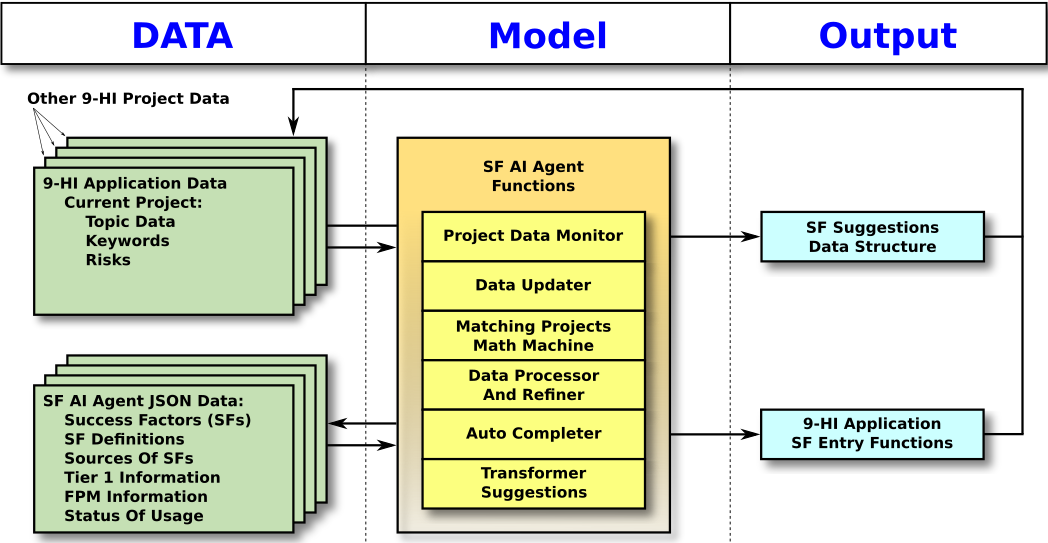 DATA
Model
Output
Other 9-HI Project Data
9-HI Application Data
Current Project:
Topic Data
Keywords
Risks
SF AI Agent JSON Data:
Success Factors (SFs)
SF Definitions
Sources Of SFs
Tier 1 Information
FPM Information
Status Of Usage
SF AI Agent
Functions
Project Data Monitor
Data Updater
Matching Projects
Math Machine
Data Processor
And Refiner
Auto Completer
Transformer
Suggestions
SF Suggestions
Data Structure
9-HI Application
SF Entry Functions